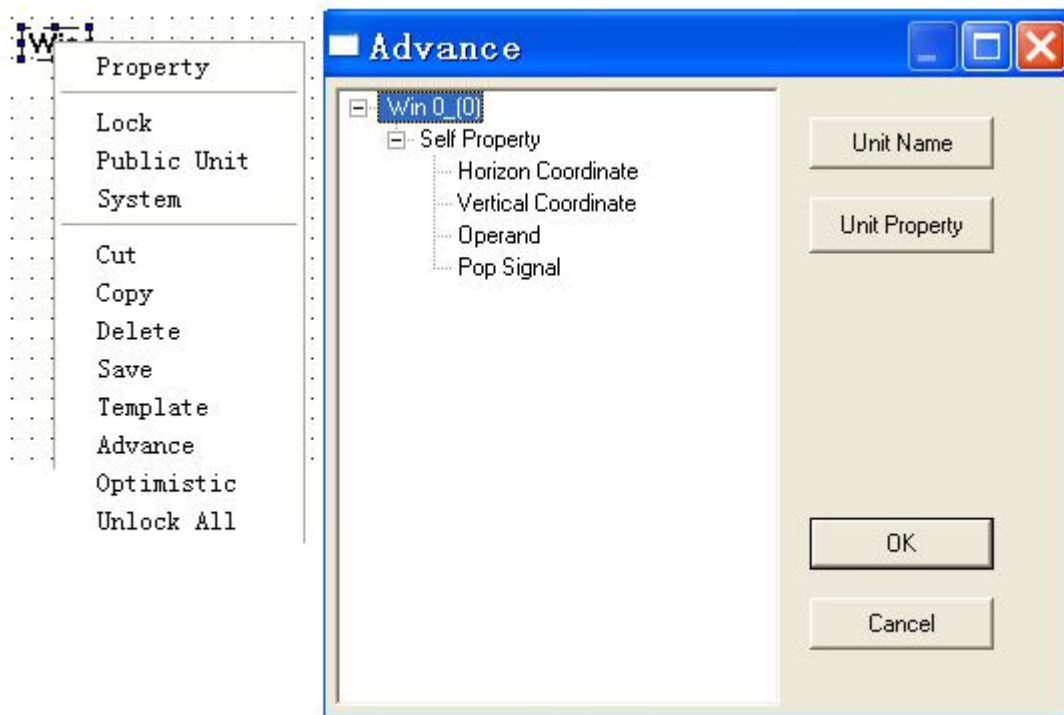 Property
Lock
Public Unit
System
Cut
Copy
Delete
Save
Template
Advance
Optimistic
Unlock All
Advance
Win 0_(0)
Self Property
Horizon Coordinate
Vertical Coordinate
Operand
Pop Signal
Unit Name
Unit Property
OK
Cancel